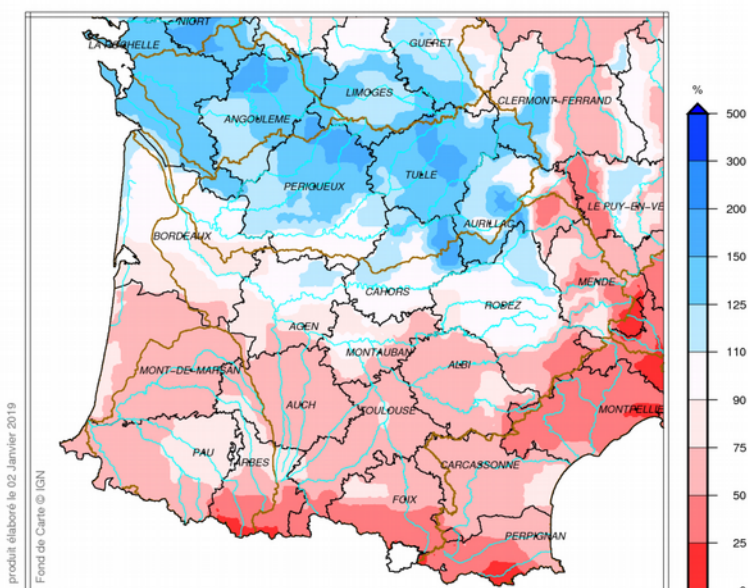 NIORT
LA ROCHELLE
GUERET
LIMOGES
CLERMONT-FERRAND
ANGOULEME
PERIGUEUX
TULLE
AURILLAC
LE PUY-EN-VE
BORDEAUX
MENDE
CAHORS
RODEZ
AGEN
MONTAUBAN
ALBI
MONT-DE-MARSAN
AUCH
TOULOUSE
MONTPELLIE
PAU
TARBES
CARCASSONNE
FOIX
PERPIGNAN
%
500
300
200
150
125
110
90
75
50
25
produit élaboré le 02 Janvier 2019
Fond de Carte © IGN